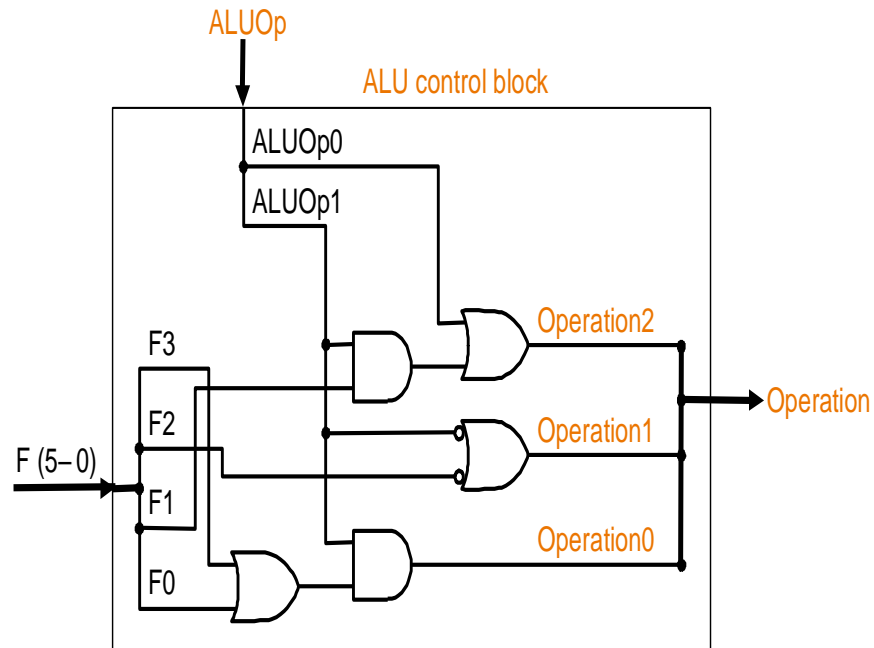 ALUOp
ALU control block
ALUOp0
ALUOp1
Operation2
F3
Operation
F2
Operation1
F (5–0)
F1
Operation0
F0